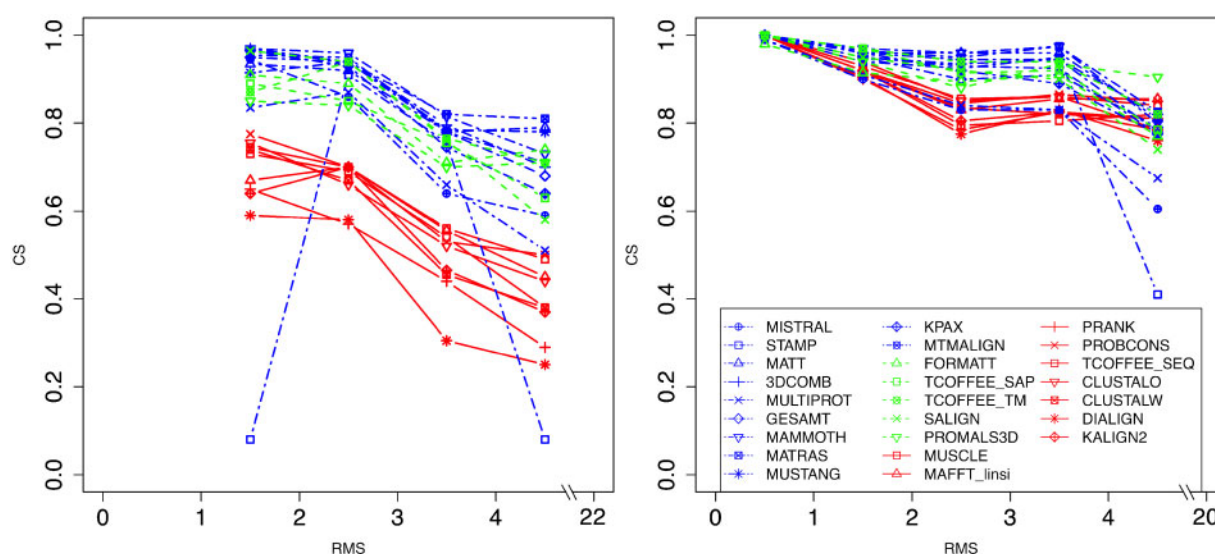 1.0
0.8
0.6
0.4
0.2
0.0
CS
0 1 2 3 4 22
RMS
1.0
0.8
0.6
0.4
0.2
0.0
CS
0 1 2 3 4 20
RMS
MISTRAL
STAMP
MATT
3DCOMB
MULTIPROT
GESAMT
MAMMOTH
MATRAS
MUSTANG
KPAX
MTMALIGN
FORMATT
TCOFFEE_SAP
TCOFFEE_TM
SALIGN
PROMALS3D
MUSCLE
MAFFT_linsi
PRANK
PROBCONS
TCOFFEE_SEQ
CLUSTALO
CLUSTALW
DIALIGN
KALIGN2